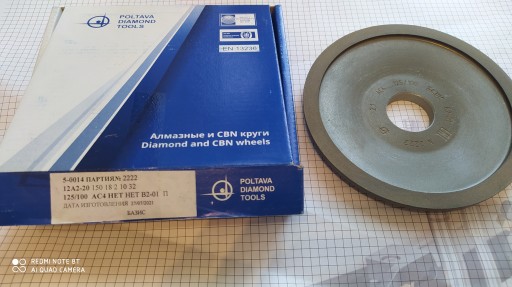 POLTAVA
DIAMOND
TOOLS
EN 13236
Алмазные и CBN круги
Diamond and CBN wheels
5-0014 ПАРТИЯ№ 2222
12А2-20 150 18 2 10 32
125/100 АС4 НЕТ НЕТ В2-01 П
ДАТА ИЗГОТОВЛЕНИЯ
БАЗИС
POLTAVA
DIAMOND
TOOLS
REDMI NOTE 8T
AI QUAD CAMERA